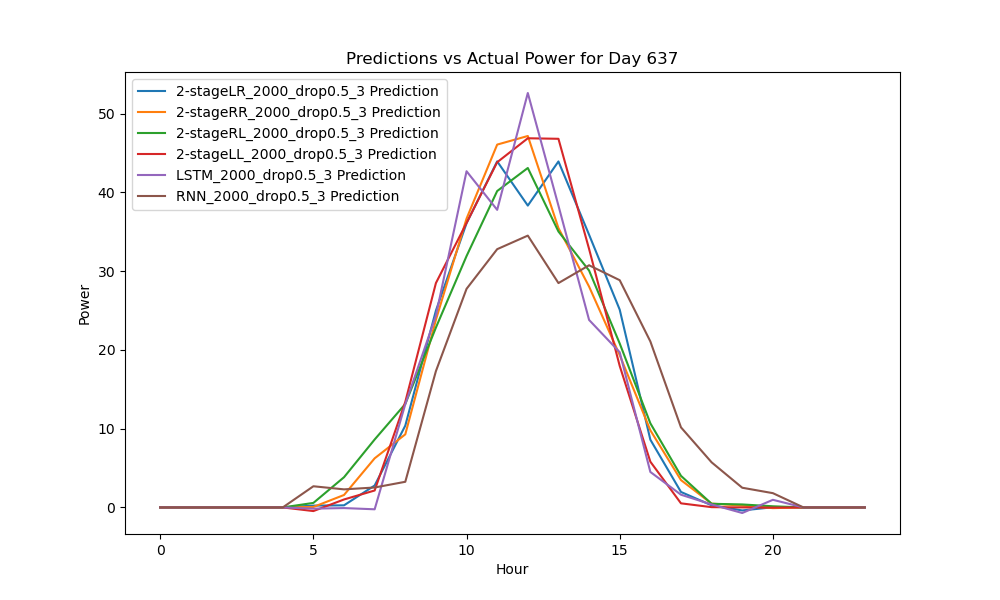 Predictions vs Actual Power for Day 637
2-stageLR_2000_drop0.5_3 Prediction
2-stageRR_2000_drop0.5_3 Prediction
2-stageRL_2000_drop0.5_3 Prediction
2-stageLL_2000_drop0.5_3 Prediction
LSTM_2000_drop0.5_3 Prediction
RNN_2000_drop0.5_3 Prediction
Power
50
40
30
20
10
0
0 5 10 15 20
Hour